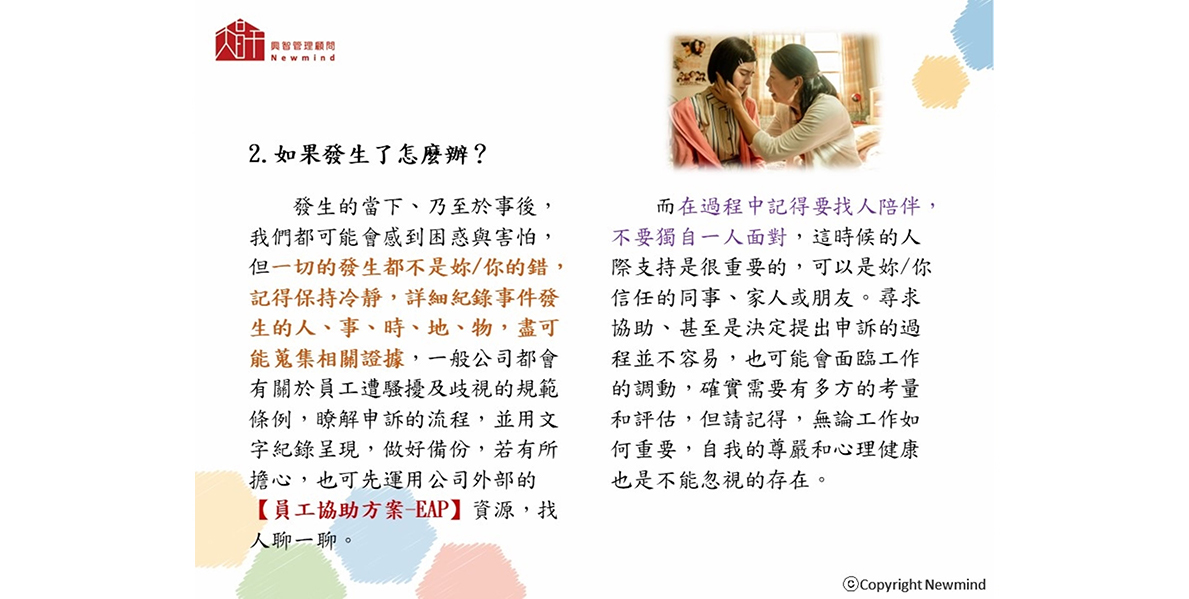 興智管理顧問
Newmind
2.如果發生了怎麼辦？
發生的當下、乃至於事後，
我們都可能會感到困惑與害怕，
但一切的發生都不是妳/你的錯，
記得保持冷靜，詳細紀錄事件發
生的人、事、時、地、物，盡可
能蒐集相關證據，一般公司都會
有關於員工遭騷擾及歧視的規範
條例，瞭解申訴的流程，並用文
字紀錄呈現，做好備份，若有所
擔心，也可先運用公司外部的
【員工協助方案-EAP】資源，找
人聊一聊。
而在過程中記得要找人陪伴，
不要獨自一人面對，這時候的人
際支持是很重要的，可以是妳/你
信任的同事、家人或朋友。尋求
協助、甚至是決定提出申訴的過
程並不容易，也可能會面臨工作
的調動，確實需要有多方的考量
和評估，但請記得，無論工作如
何重要，自我的尊嚴和心理健康
也是不能忽視的存在。
ⓒCopyright Newmind